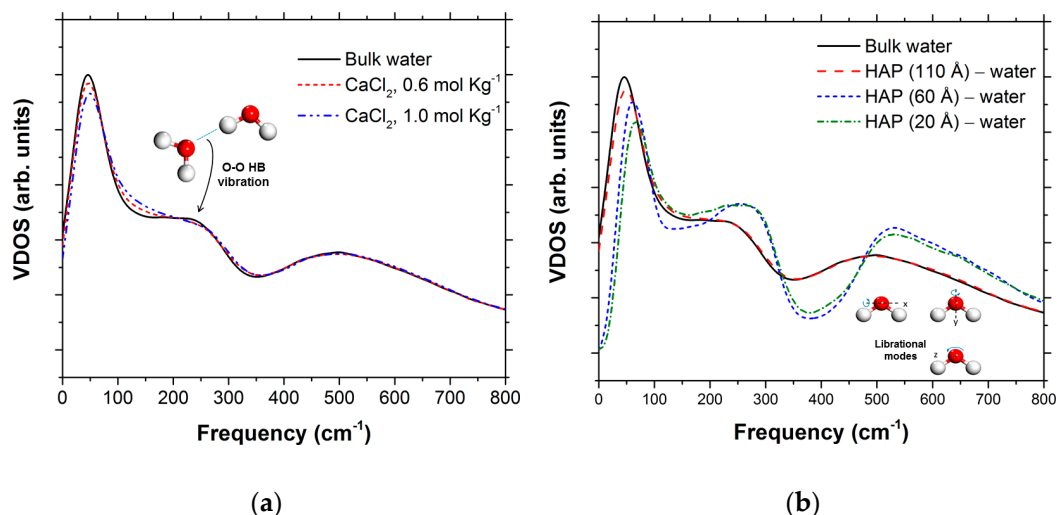 Bulk water
CaCl2, 0.6 mol Kg-1
CaCl2, 1.0 mol Kg-1
O-O HB
vibration
VDOS (arb. units)
0 100 200 300 400 500 600 700 800
Frequency (cm-1)
(a)
Bulk water
HAP (110 Å) – water
HAP (60 Å) – water
HAP (20 Å) – water
x
y
Librational
modes
z
VDOS (arb. units)
0 100 200 300 400 500 600 700 800
Frequency (cm-1)
(b)